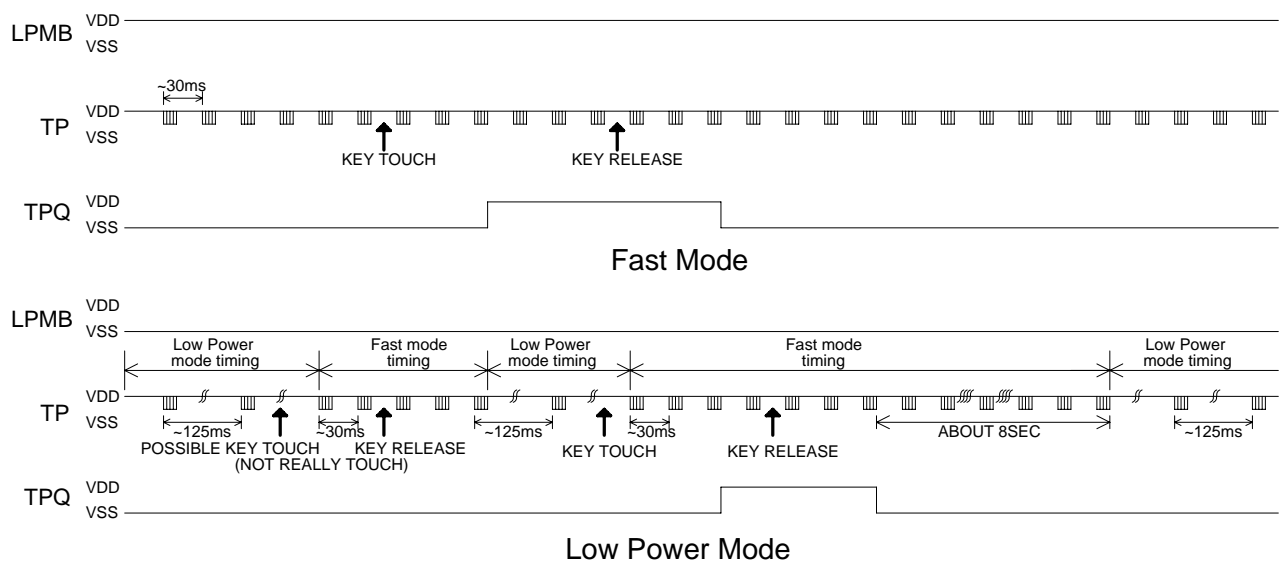 LPMB
VDD
VSS
~30ms
TP
VDD
VSS
KEY TOUCH
KEY RELEASE
TPQ
VDD
VSS
Fast Mode
LPMB
VDD
VSS
Low Power
mode timing
Fast mode
timing
Low Power
mode timing
Fast mode
timing
Low Power
mode timing
TP
VDD
VSS
~125ms
~30ms
~125ms
~30ms
ABOUT 8SEC
~125ms
POSSIBLE KEY TOUCH
(NOT REALLY TOUCH)
KEY RELEASE
KEY TOUCH
KEY RELEASE
TPQ
VDD
VSS
Low Power Mode